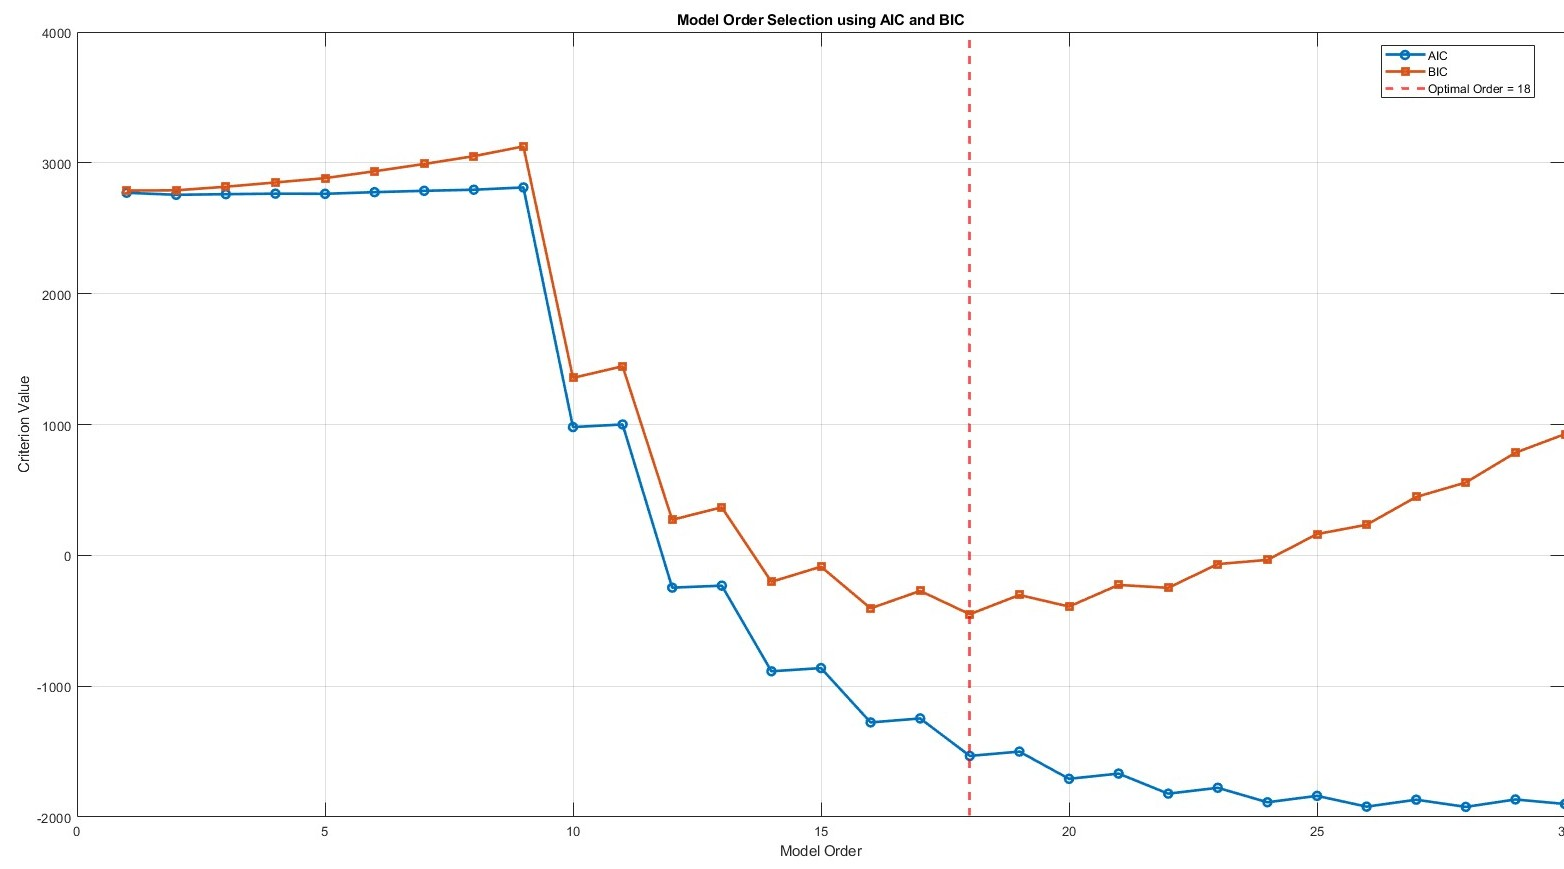 Model Order Selection using AIC and BIC
AIC
BIC
Optimal Order = 18
4000
3000
2000
1000
0
-1000
-2000
Criterion Value
0
5
10
15
20
25
Model Order